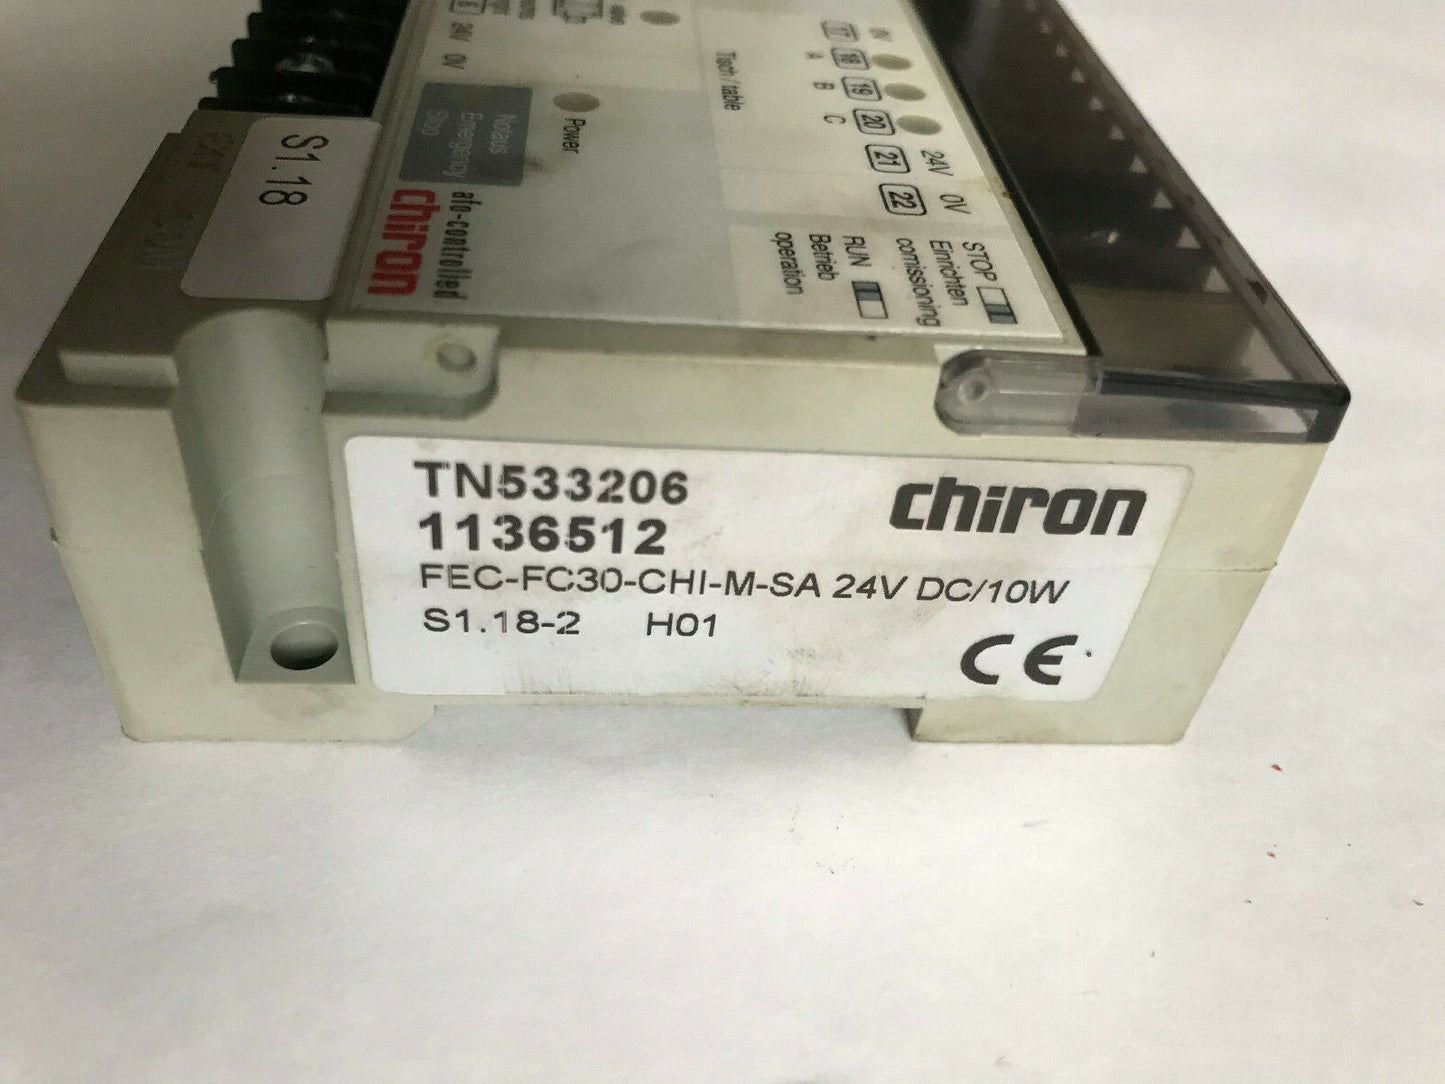 24V 0V
Notaus
Emergency
Stop
Power
afo-controlled
chiron
Tisch / table
0V
17 18 19 20 21 22
A B C 24V 0V
STOP
Einrichten
comissioning
RUN
Betrieb
operation
S1.18
TN533206
1136512
chiron
FEC-FC30-CHI-M-SA 24V DC/10W
S1.18-2 H01
CE